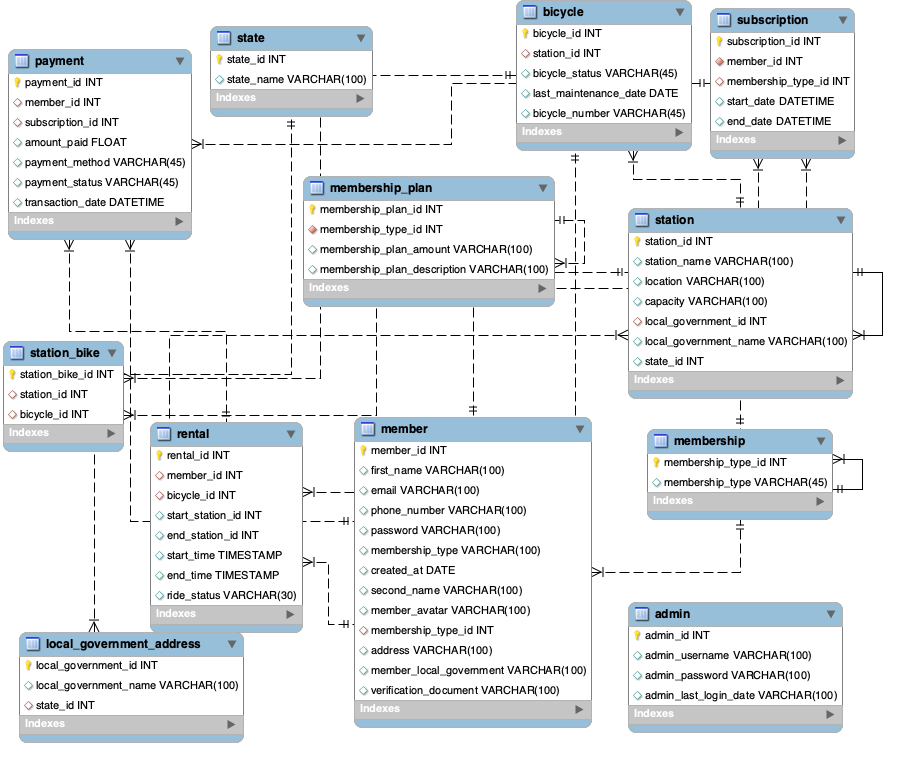 payment
payment_id INT
member_id INT
subscription_id INT
amount_paid FLOAT
payment_method VARCHAR(45)
payment_status VARCHAR(45)
transaction_date DATETIME
Indexes
state
state_id INT
state_name VARCHAR(100)
Indexes
bicycle
bicycle_id INT
station_id INT
bicycle_status VARCHAR(45)
last_maintenance_date DATE
bicycle_number VARCHAR(45)
Indexes
subscription
subscription_id INT
member_id INT
membership_type_id INT
start_date DATETIME
end_date DATETIME
Indexes
membership_plan
membership_plan_id INT
membership_type_id INT
membership_plan_amount VARCHAR(100)
membership_plan_description VARCHAR(100)
Indexes
station
station_id INT
station_name VARCHAR(100)
location VARCHAR(100)
capacity VARCHAR(100)
local_government_id INT
local_government_name VARCHAR(100)
state_id INT
Indexes
station_bike
station_bike_id INT
station_id INT
bicycle_id INT
Indexes
rental
rental_id INT
member_id INT
bicycle_id INT
start_station_id INT
end_station_id INT
start_time TIMESTAMP
end_time TIMESTAMP
ride_status VARCHAR(30)
Indexes
member
member_id INT
first_name VARCHAR(100)
email VARCHAR(100)
phone_number VARCHAR(100)
password VARCHAR(100)
membership_type VARCHAR(100)
created_at DATE
second_name VARCHAR(100)
member_avatar VARCHAR(100)
membership_type_id INT
address VARCHAR(100)
member_local_government VARCHAR(100)
verification_document VARCHAR(100)
Indexes
membership
membership_type_id INT
membership_type VARCHAR(45)
Indexes
local_government_address
local_government_id INT
local_government_name VARCHAR(100)
state_id INT
Indexes
admin
admin_id INT
admin_username VARCHAR(100)
admin_password VARCHAR(100)
admin_last_login_date VARCHAR(100)
Indexes